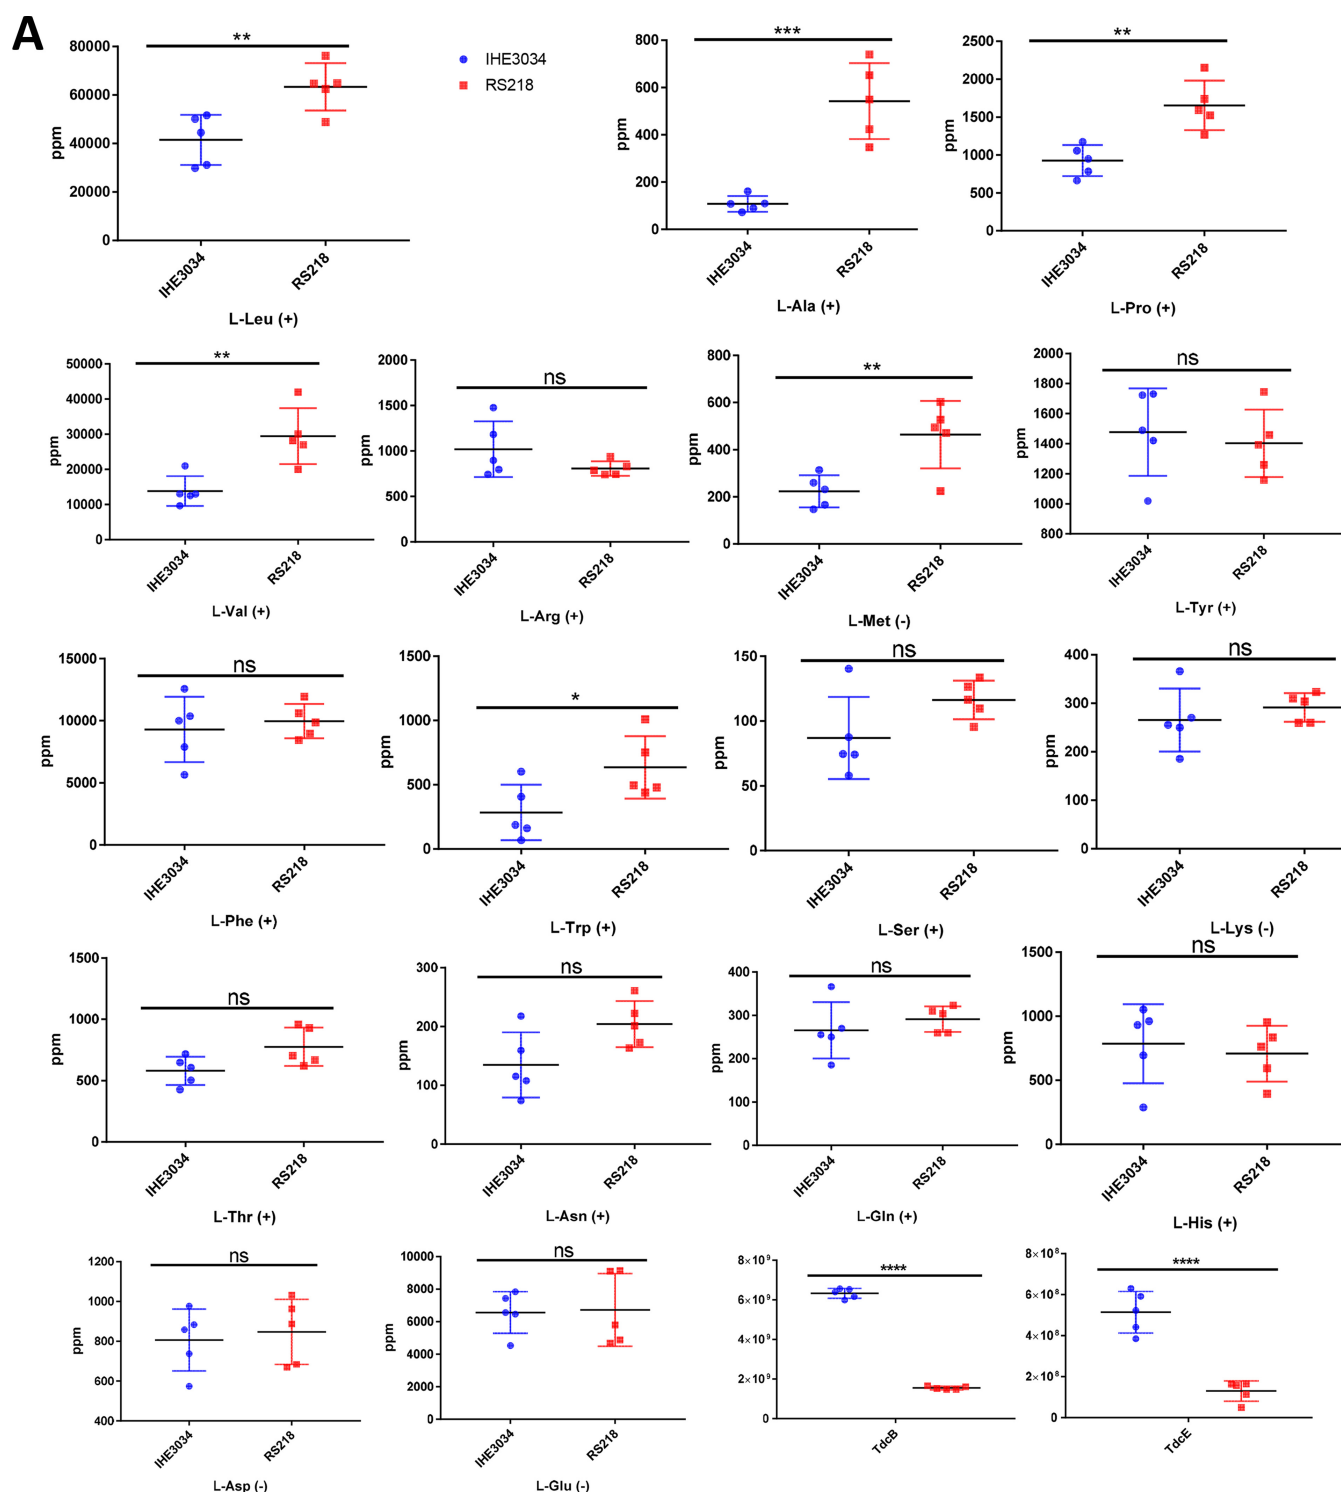 A
**
80000
60000
40000
20000
0
ppm
IHE3034
RS218
L-Leu (+)
IHE3034
RS218
***
800
600
400
200
0
ppm
IHE3034
RS218
L-Ala (+)
**
2500
2000
1500
1000
500
0
ppm
IHE3034
RS218
L-Pro (+)
**
50000
40000
30000
20000
10000
0
ppm
IHE3034
RS218
L-Val (+)
ns
2000
1500
1000
500
0
ppm
IHE3034
RS218
L-Arg (+)
**
800
600
400
200
0
ppm
IHE3034
RS218
L-Met (-)
ns
2000
1800
1600
1400
1200
1000
800
ppm
IHE3034
RS218
L-Tyr (+)
ns
15000
10000
5000
0
ppm
IHE3034
RS218
L-Phe (+)
*
1500
1000
500
0
ppm
IHE3034
RS218
L-Trp (+)
ns
150
100
50
0
ppm
IHE3034
RS218
L-Ser (+)
ns
400
300
200
100
0
ppm
IHE3034
RS218
L-Lys (-)
ns
1500
1000
500
0
ppm
IHE3034
RS218
L-Thr (+)
ns
300
200
100
0
ppm
IHE3034
RS218
L-Asn (+)
ns
400
300
200
100
0
ppm
IHE3034
RS218
L-Gln (+)
ns
1500
1000
500
0
ppm
IHE3034
RS218
L-His (+)
ns
1200
1000
800
600
400
ppm
IHE3034
RS218
L-Asp (-)
ns
10000
8000
6000
4000
2000
0
ppm
IHE3034
RS218
L-Glu (-)
****
8×10⁹
6×10⁹
4×10⁹
2×10⁹
0
ppm
TdcB
****
8×10⁸
6×10⁸
4×10⁸
2×10⁸
0
ppm
TdcE